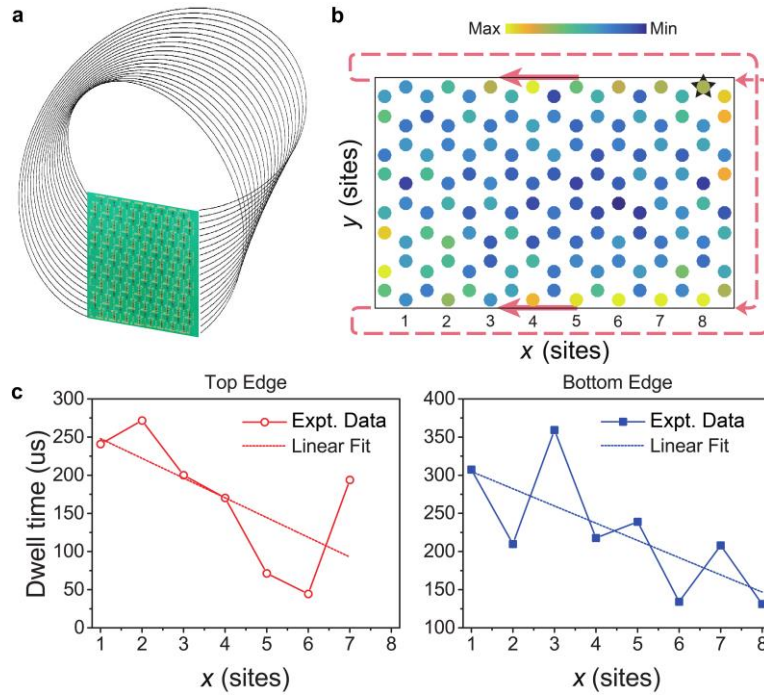 a
b
Max Min
y (sites)
1 2 3 4 5 6 7 8
x (sites)
c
Top Edge
Expt. Data
Linear Fit
Dwell time (us)
300
250
200
150
100
50
0
1 2 3 4 5 6 7 8
x (sites)
Bottom Edge
Expt. Data
Linear Fit
400
350
300
250
200
150
100
1 2 3 4 5 6 7 8
x (sites)